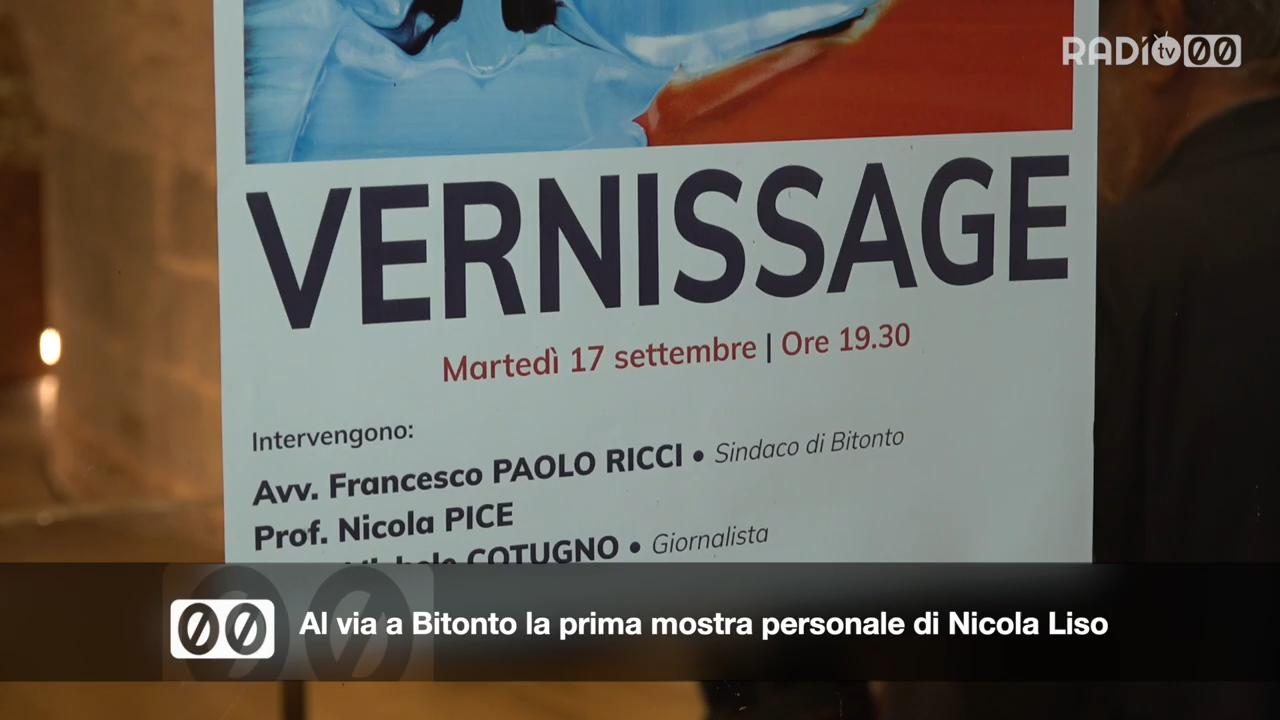 RADIO tv 00
VERNISSAGE
Martedì 17 settembre | Ore 19.30
Intervengono:
Avv. Francesco PAOLO RICCI • Sindaco di Bitonto
Prof. Nicola PICE
Michele COTUGNO • Giornalista
00 Al via a Bitonto la prima mostra personale di Nicola Liso